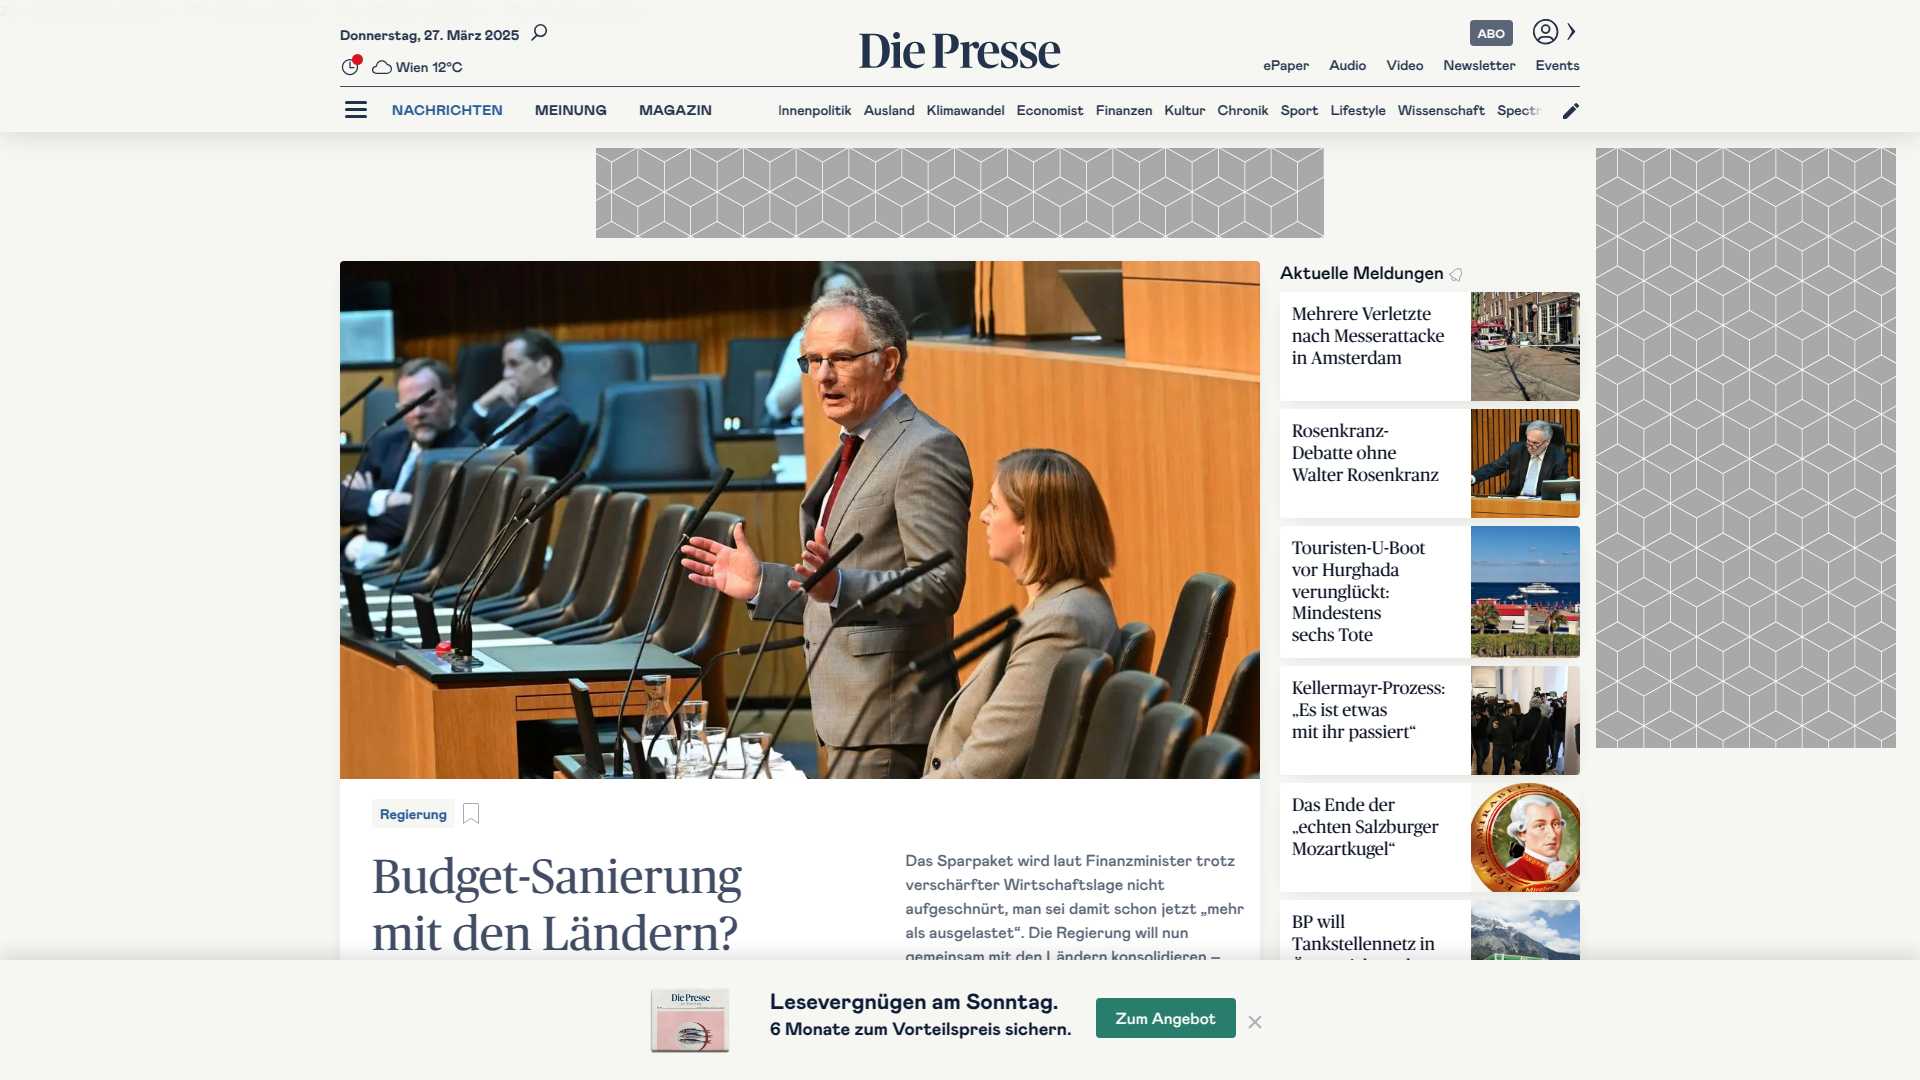 Donnerstag, 27. März 2025
Wien 12°C
Die Presse
ABO
ePaper Audio Video Newsletter Events
NACHRICHTEN MEINUNG MAGAZIN
Innenpolitik Ausland Klimawandel Economist Finanzen Kultur Chronik Sport Lifestyle Wissenschaft Spectr
Regierung
Budget-Sanierung
mit den Ländern?
Das Sparpaket wird laut Finanzminister trotz
verschärfter Wirtschaftslage nicht
aufgeschnürt, man sei damit schon jetzt „mehr
als ausgelastet“. Die Regierung will nun
gemeinsam mit den Ländern konsolidieren –
Aktuelle Meldungen
Mehrere Verletzte
nach Messerattacke
in Amsterdam
Rosenkranz-
Debatte ohne
Walter Rosenkranz
Touristen-U-Boot
vor Hurghada
verunglückt:
Mindestens
sechs Tote
Kellermayr-Prozess:
„Es ist etwas
mit ihr passiert“
Das Ende der
„echten Salzburger
Mozartkugel“
BP will
Tankstellennetz in
Die Presse
Lesevergnügen am Sonntag.
6 Monate zum Vorteilspreis sichern.
Zum Angebot